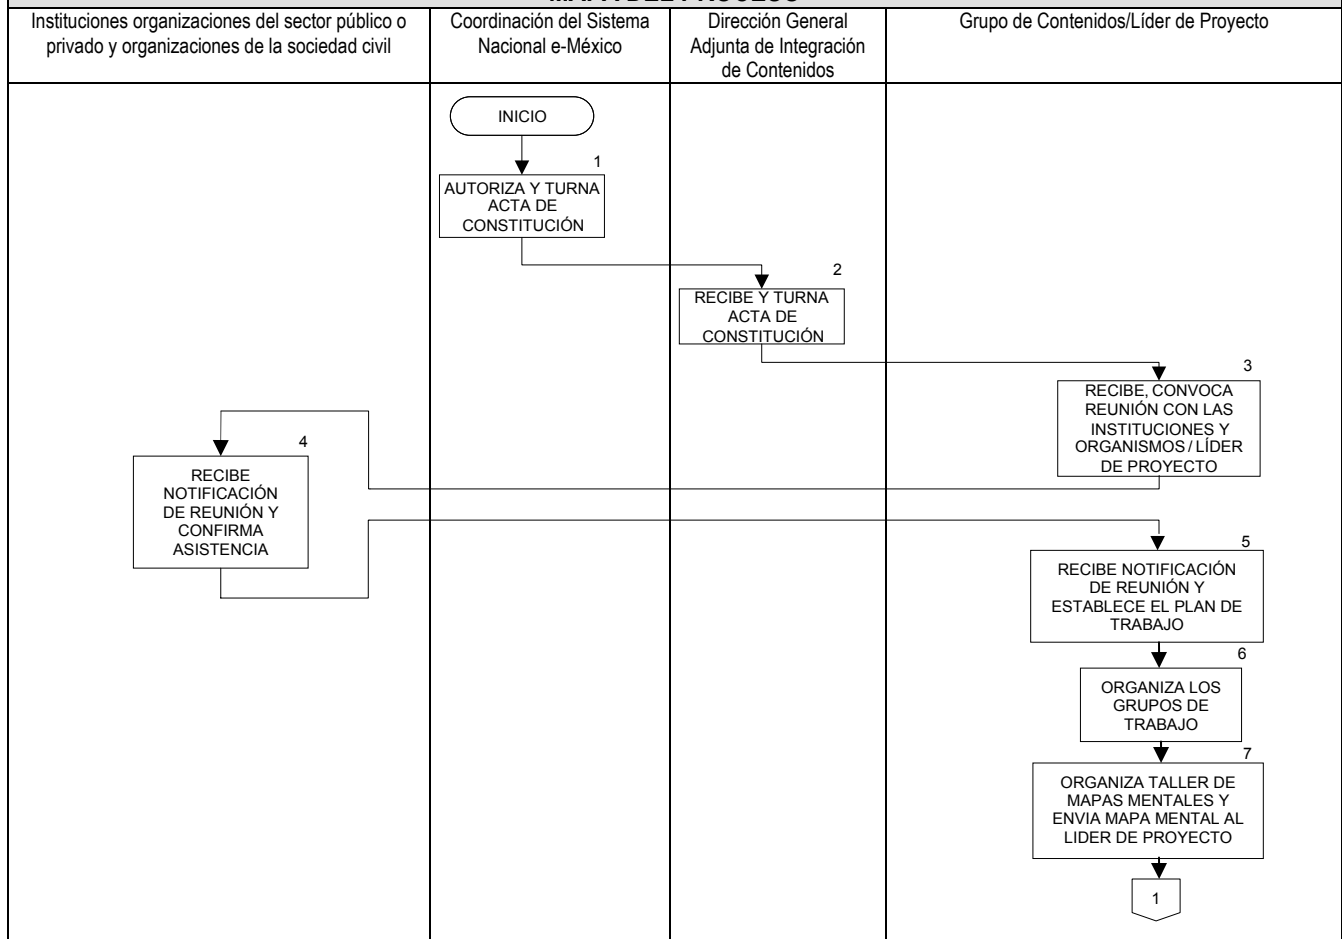 MAPA DEL PROCESO
Instituciones organizaciones del sector público o
privado y organizaciones de la sociedad civil
Coordinación del Sistema
Nacional e-México
Dirección General
Adjunta de Integración
de Contenidos
Grupo de Contenidos/Líder de Proyecto
INICIO
1
AUTORIZA Y TURNA
ACTA DE
CONSTITUCIÓN
2
RECIBE Y TURNA
ACTA DE
CONSTITUCIÓN
3
RECIBE, CONVOCA
REUNIÓN CON LAS
INSTITUCIONES Y
ORGANISMOS / LÍDER
DE PROYECTO
4
RECIBE
NOTIFICACIÓN
DE REUNIÓN Y
CONFIRMA
ASISTENCIA
5
RECIBE NOTIFICACIÓN
DE REUNIÓN Y
ESTABLECE EL PLAN DE
TRABAJO
6
ORGANIZA LOS
GRUPOS DE
TRABAJO
7
ORGANIZA TALLER DE
MAPAS MENTALES Y
ENVIA MAPA MENTAL AL
LIDER DE PROYECTO
1